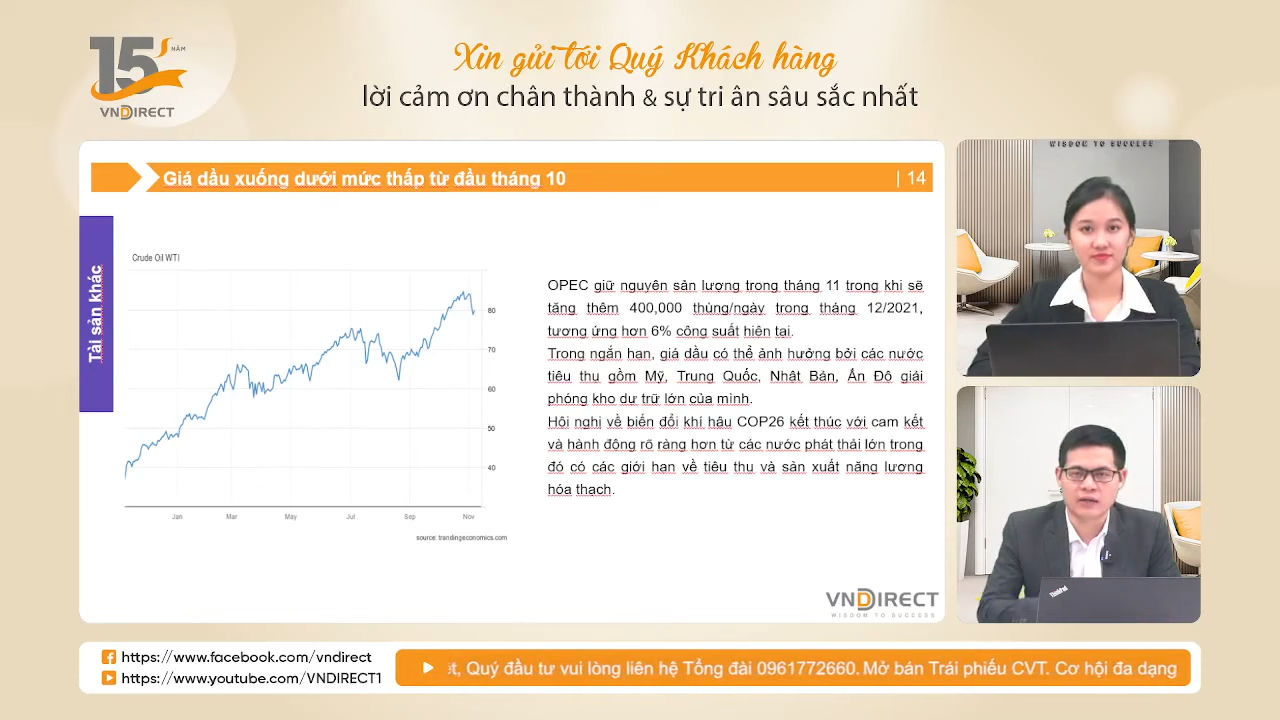 15 NĂM
VNDIRECT
Xin gửi tới Quý Khách hàng
lời cảm ơn chân thành & sự tri ân sâu sắc nhất
Giá dầu xuống dưới mức thấp từ đầu tháng 10
| 14
Tài sản khác
Crude Oil WTI
80
70
60
50
40
Jan Mar May Jul Sep Nov
source: trandingeconomics.com
OPEC giữ nguyên sản lượng trong tháng 11 trong khi sẽ
tăng thêm 400,000 thùng/ngày trong tháng 12/2021,
tương ứng hơn 6% công suất hiện tại.
Trong ngắn hạn, giá dầu có thể ảnh hưởng bởi các nước
tiêu thụ gồm Mỹ, Trung Quốc, Nhật Bản, Ấn Đô giải
phóng kho dự trữ lớn của mình.
Hội nghị về biến đổi khí hậu COP26 kết thúc với cam kết
và hành động rõ ràng hơn từ các nước phát thải lớn trong
đó có các giới hạn về tiêu thụ và sản xuất năng lượng
hóa thạch.
VNDIRECT
WISDOM TO SUCCESS
WISDOM TO SUCCESS
ThinkPad
https://www.facebook.com/vndirect
https://www.youtube.com/VNDIRECT1
Quý đầu tư vui lòng liên hệ Tổng đài 0961772660. Mở bán Trái phiếu CVT. Cơ hội đa dạng